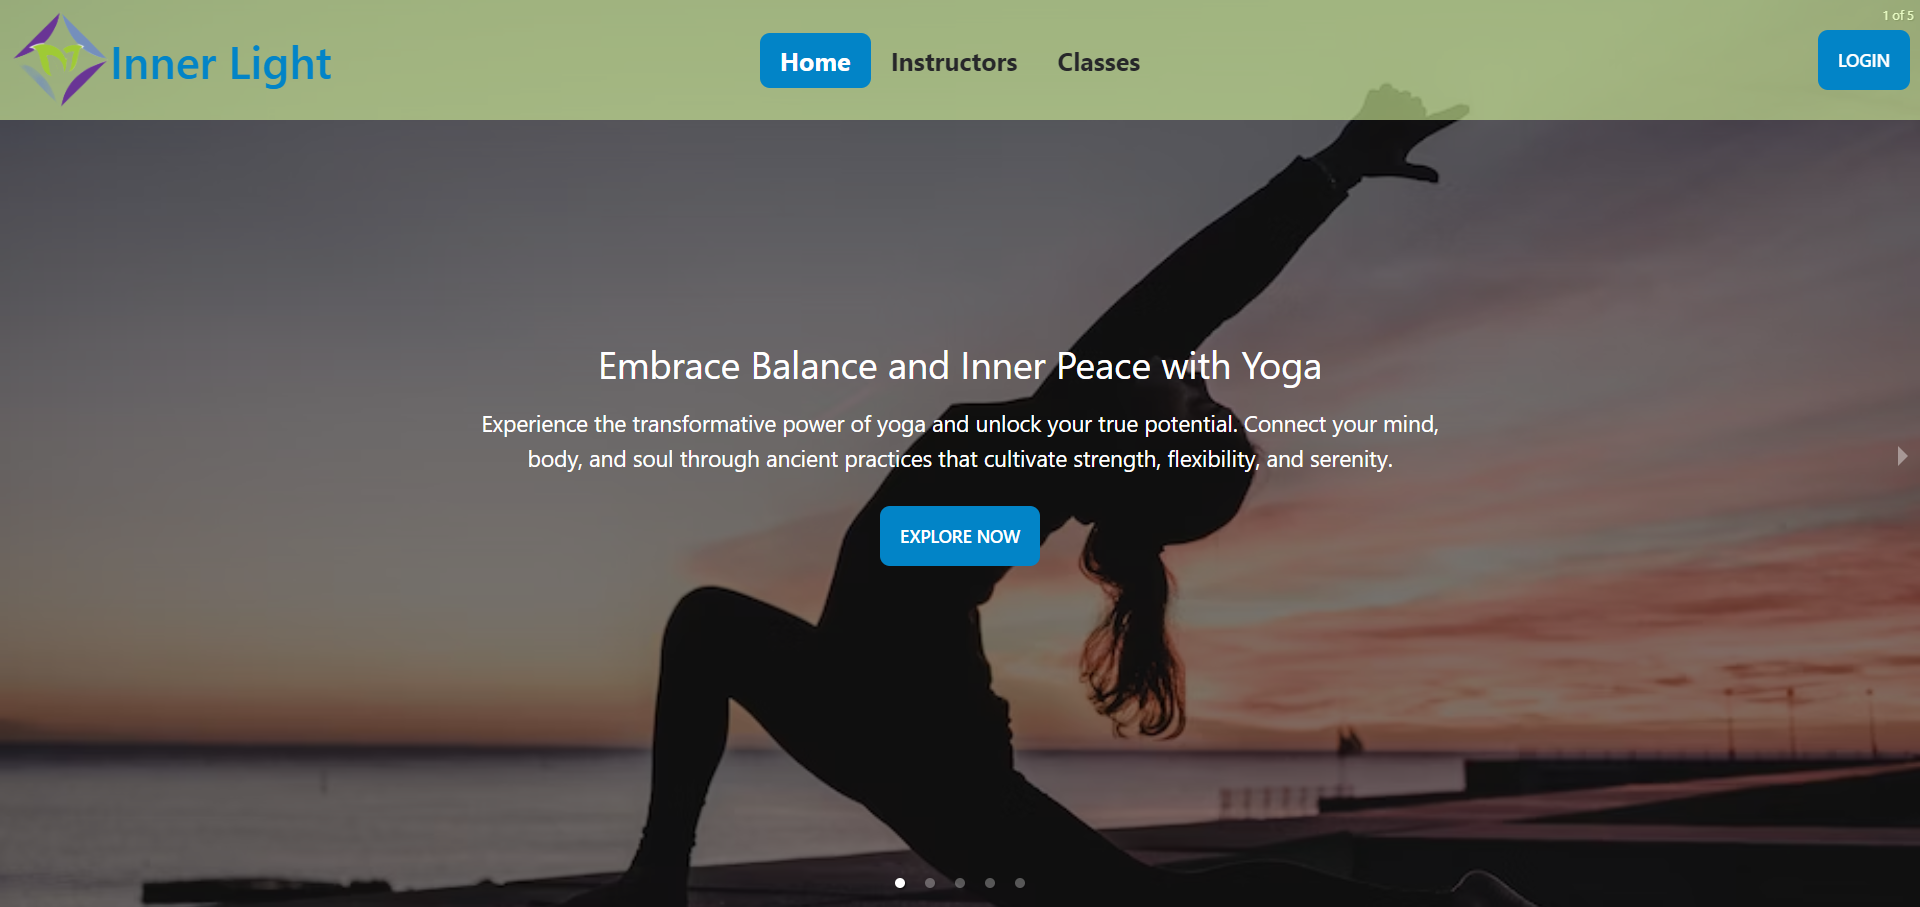 Inner Light
Home Instructors Classes
1 of 5
LOGIN
Embrace Balance and Inner Peace with Yoga
Experience the transformative power of yoga and unlock your true potential. Connect your mind,
body, and soul through ancient practices that cultivate strength, flexibility, and serenity.
EXPLORE NOW